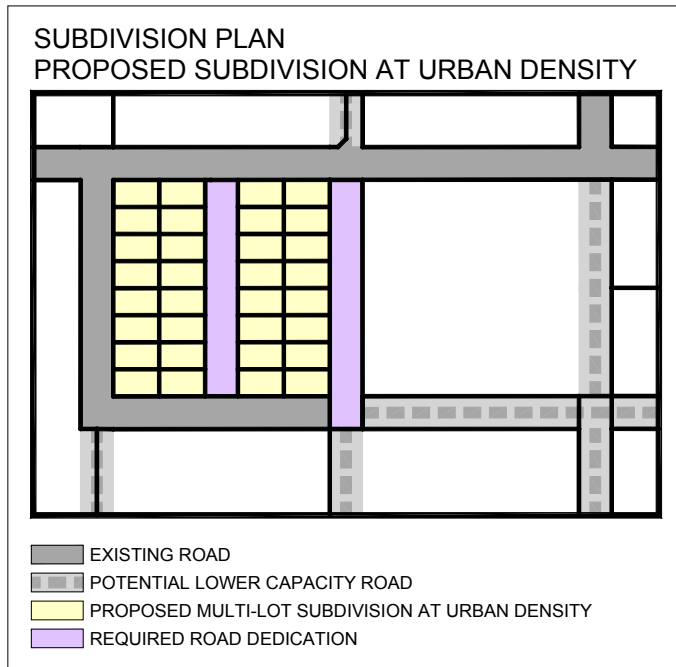 SUBDIVISION PLAN
PROPOSED SUBDIVISION AT URBAN DENSITY
EXISTING ROAD
POTENTIAL LOWER CAPACITY ROAD
PROPOSED MULTI-LOT SUBDIVISION AT URBAN DENSITY
REQUIRED ROAD DEDICATION